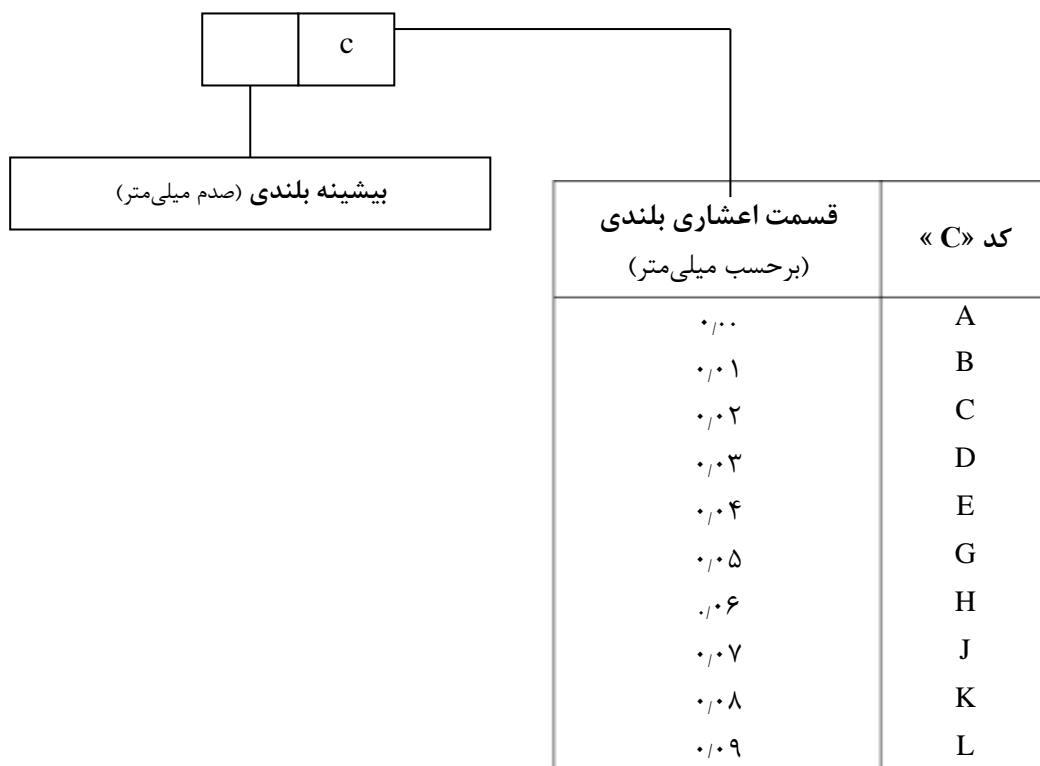 c
بیشینه بلندی (صدم میلی‌متر)
کد «C » قسمت اعشاری بلندی
(برحسب میلی‌متر)
A ۰/۰۰
B ۰/۰۱
C ۰/۰۲
D ۰/۰۳
E ۰/۰۴
G ۰/۰۵
H ۰/۰۶
J ۰/۰۷
K ۰/۰۸
L ۰/۰۹